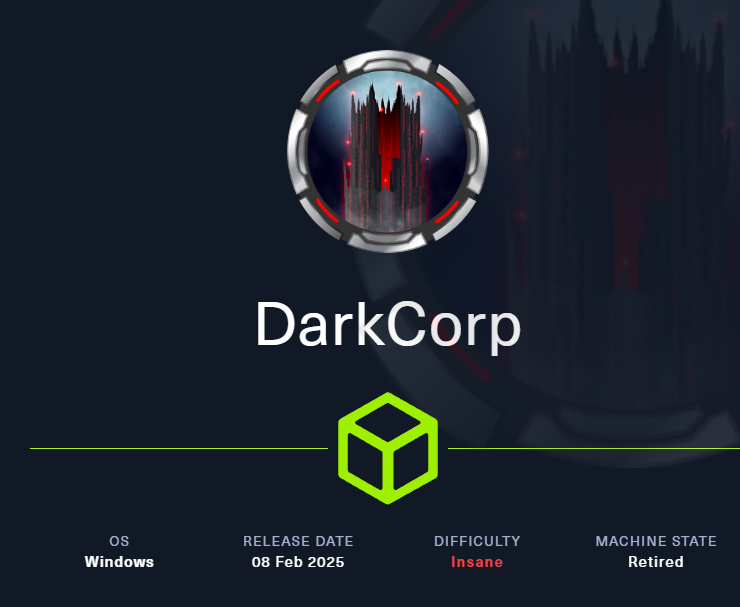 DarkCorp
OS RELEASE DATE DIFFICULTY MACHINE STATE
Windows 08 Feb 2025 Insane Retired